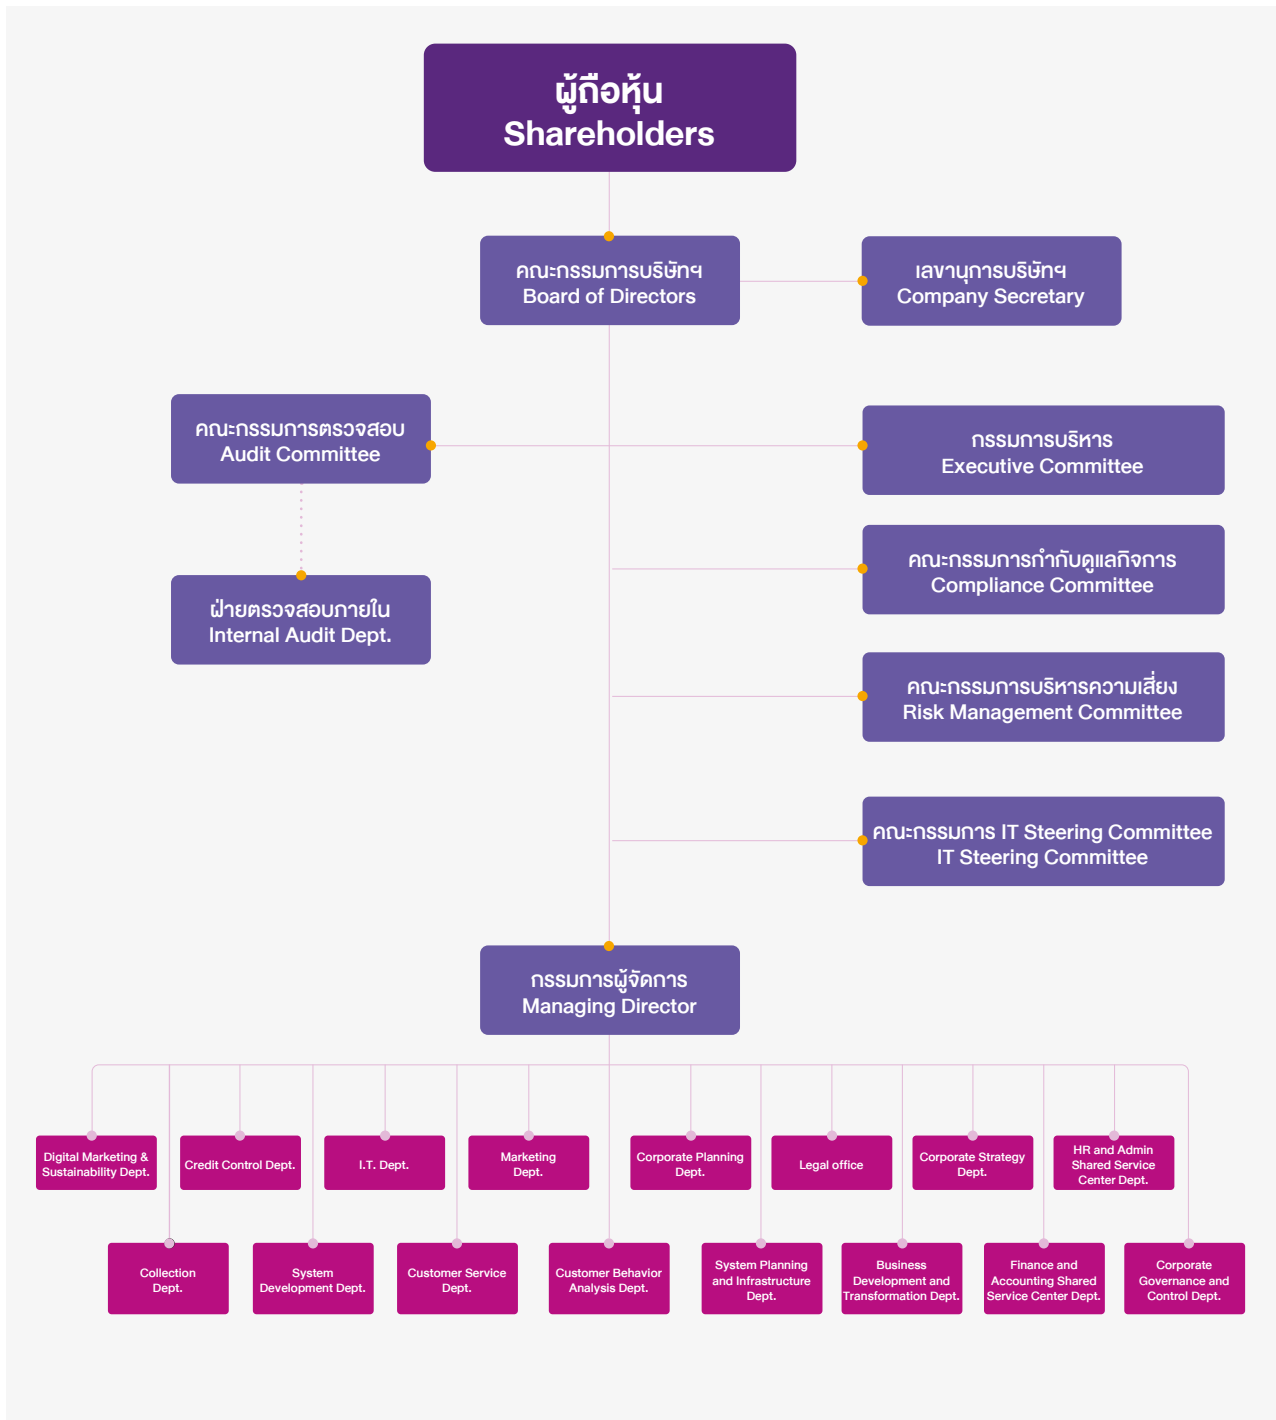 ผู้ถือหุ้น
Shareholders
คณะกรรมการบริษัทฯ
Board of Directors
เลขานุการบริษัทฯ
Company Secretary
คณะกรรมการตรวจสอบ
Audit Committee
กรรมการบริหาร
Executive Committee
คณะกรรมการกำกับดูแลกิจการ
Compliance Committee
ฝ่ายตรวจสอบภายใน
Internal Audit Dept.
คณะกรรมการบริหารความเสี่ยง
Risk Management Committee
คณะกรรมการ IT Steering Committee
IT Steering Committee
กรรมการผู้จัดการ
Managing Director
Digital Marketing &
Sustainability Dept.
Credit Control Dept.
I.T. Dept.
Marketing
Dept.
Corporate Planning
Dept.
Legal office
Corporate Strategy
Dept.
HR and Admin
Shared Service
Center Dept.
Collection
Dept.
System
Development Dept.
Customer Service
Dept.
Customer Behavior
Analysis Dept.
System Planning
and Infrastructure
Dept.
Business
Development and
Transformation Dept.
Finance and
Accounting Shared
Service Center Dept.
Corporate
Governance and
Control Dept.